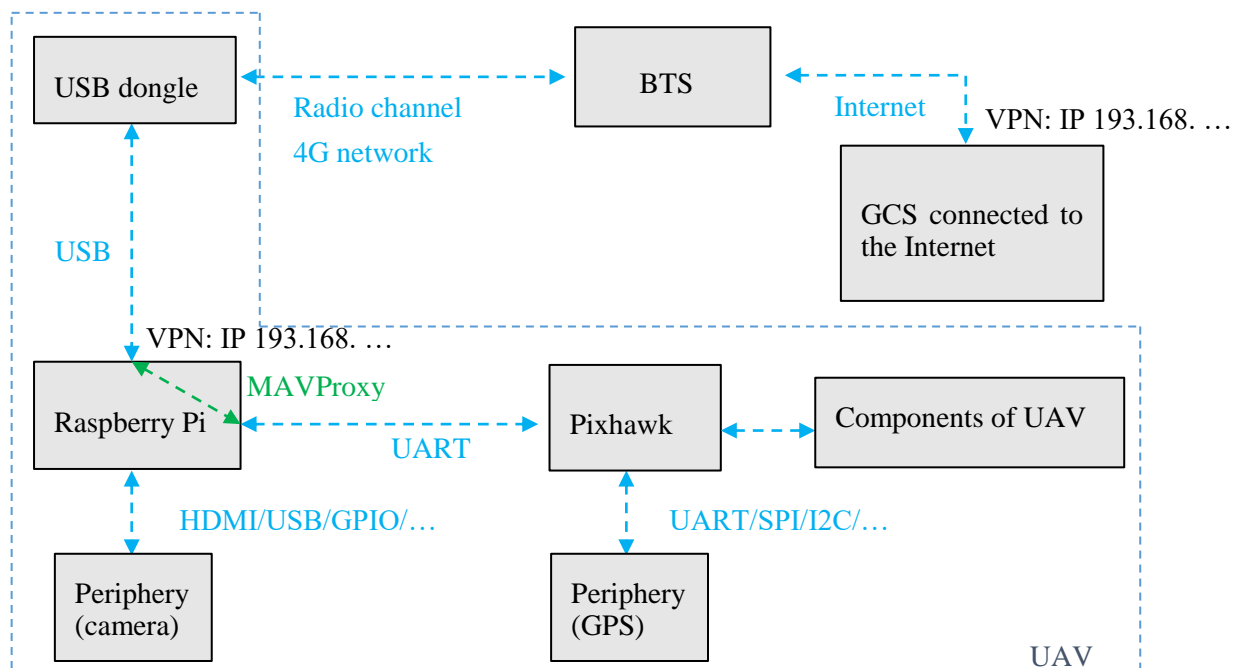 USB dongle
BTS
Radio channel
4G network
Internet
VPN: IP 193.168. …
GCS connected to
the Internet
USB
VPN: IP 193.168. …
MAVProxy
Raspberry Pi
UART
Pixhawk
Components of UAV
HDMI/USB/GPIO/…
UART/SPI/I2C/…
Periphery
(camera)
Periphery
(GPS)
UAV